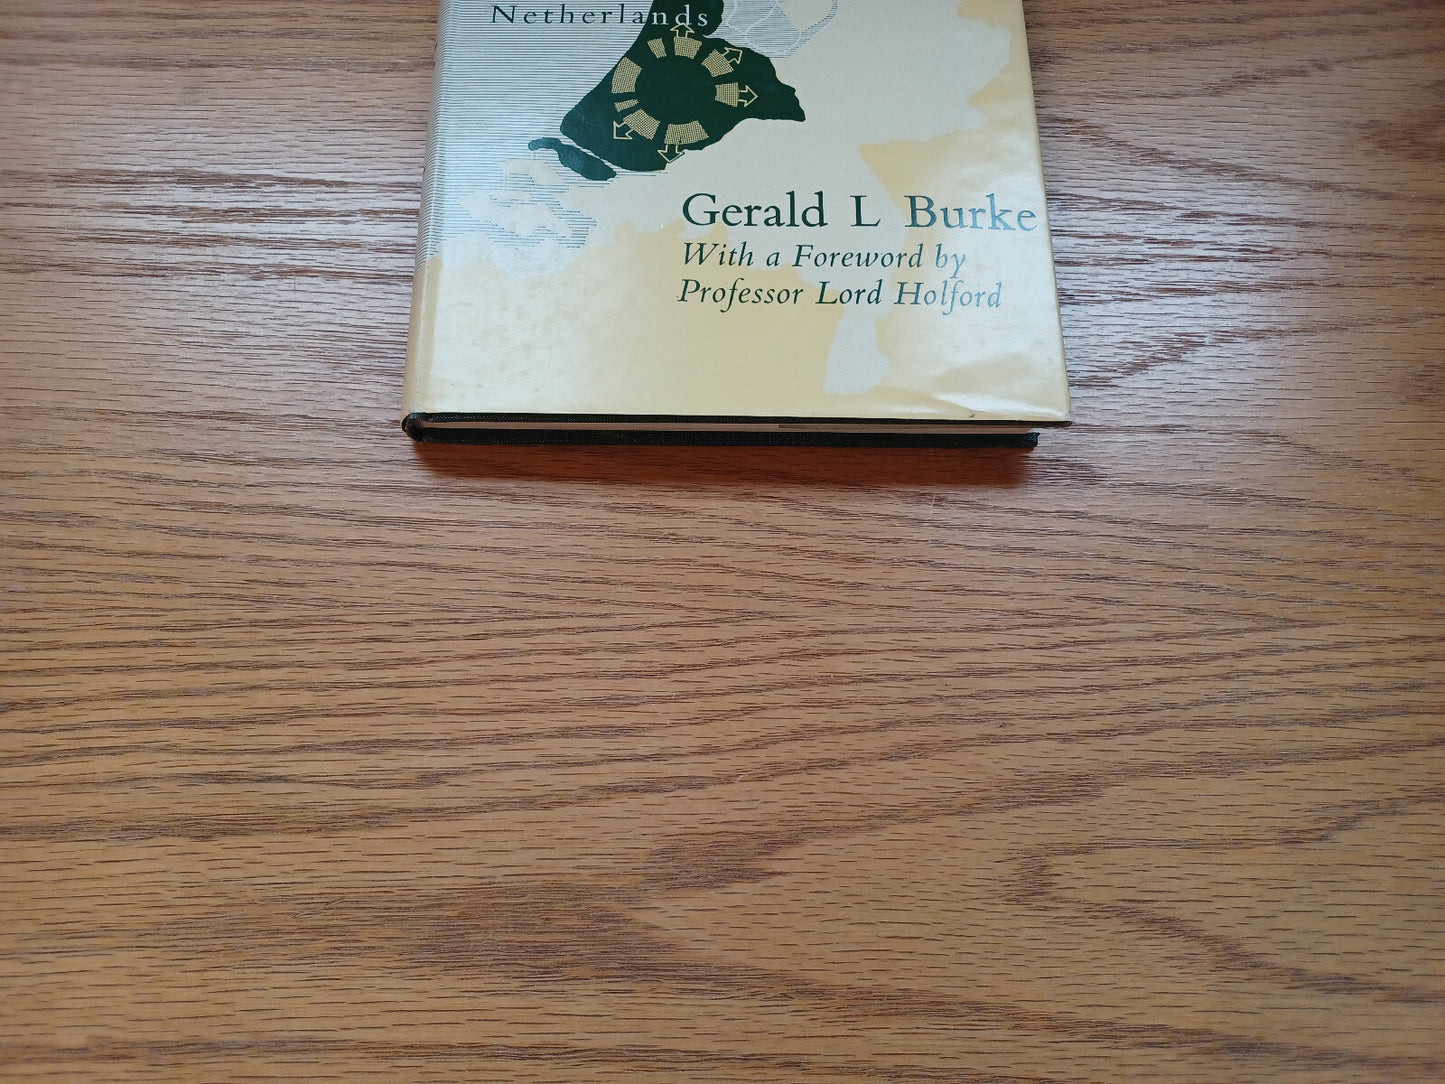 Netherlands
Gerald L Burke
With a Foreword by
Professor Lord Holford